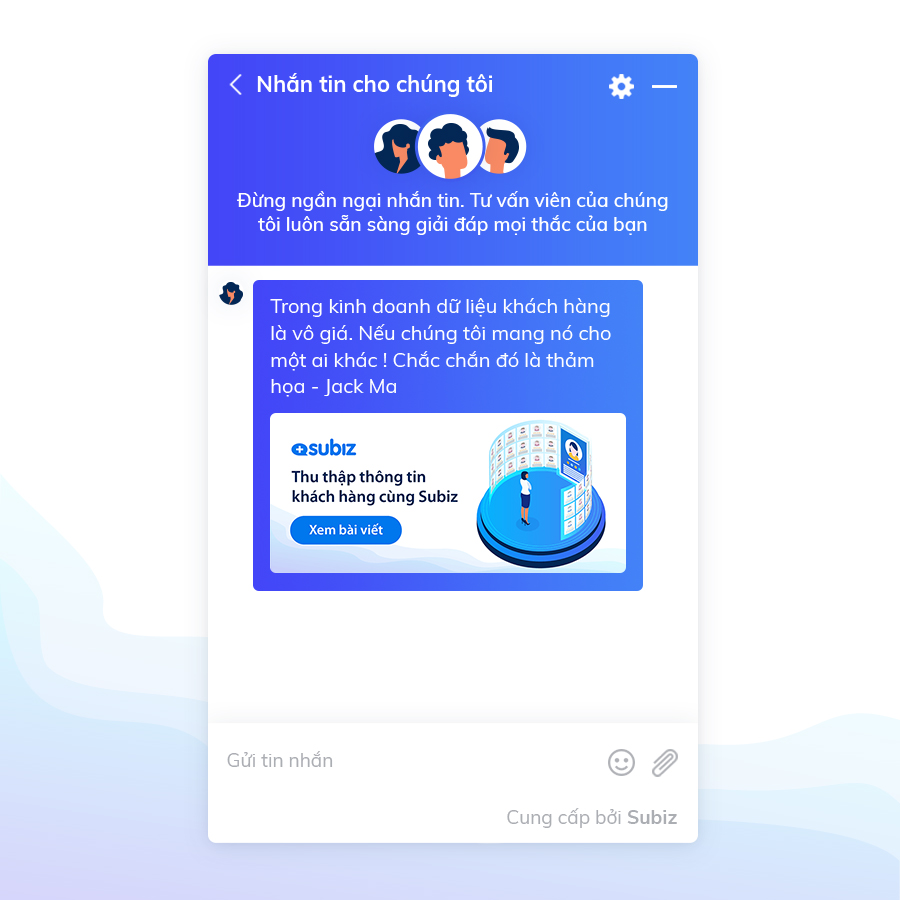 Nhắn tin cho chúng tôi
Đừng ngần ngại nhắn tin. Tư vấn viên của chúng
tôi luôn sẵn sàng giải đáp mọi thắc của bạn
Trong kinh doanh dữ liệu khách hàng
là vô giá. Nếu chúng tôi mang nó cho
một ai khác ! Chắc chắn đó là thảm
họa - Jack Ma
subiz
Thu thập thông tin
khách hàng cùng Subiz
Xem bài viết
Gửi tin nhắn
Cung cấp bởi Subiz